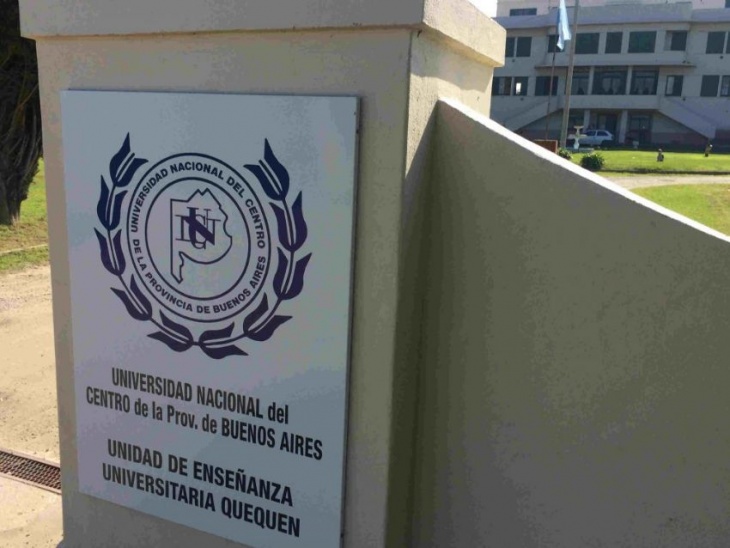 UNIVERSIDAD NACIONAL DEL CENTRO
DE LA PROVINCIA DE BUENOS AIRES
UNC
UNIVERSIDAD NACIONAL del
CENTRO de la Prov. de BUENOS AIRES
UNIDAD DE ENSEÑANZA
UNIVERSITARIA QUEQUEN